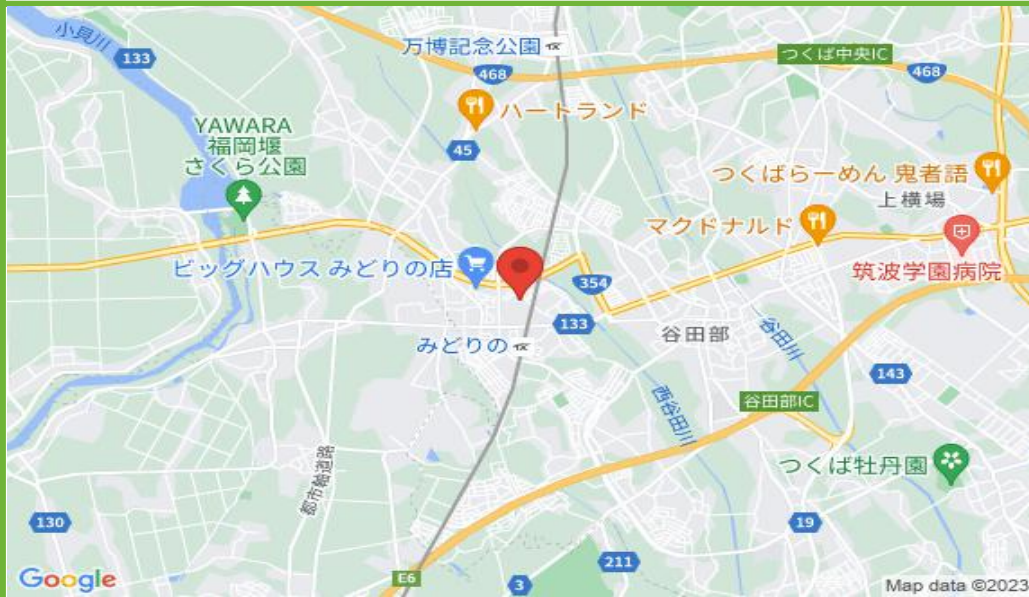 小貝川
133
万博記念公園
つくば中央IC
468
468
ハートランド
YAWARA
福岡堰
さくら公園
45
つくばらーめん 鬼者語
上横場
マクドナルド
筑波学園病院
ビッグハウス みどりの店
354
133
みどりの
谷田部
谷田川
143
谷田部IC
西谷田川
つくば牡丹園
都市軸道路
130
19
211
E6
3
Google
Map data ©2023